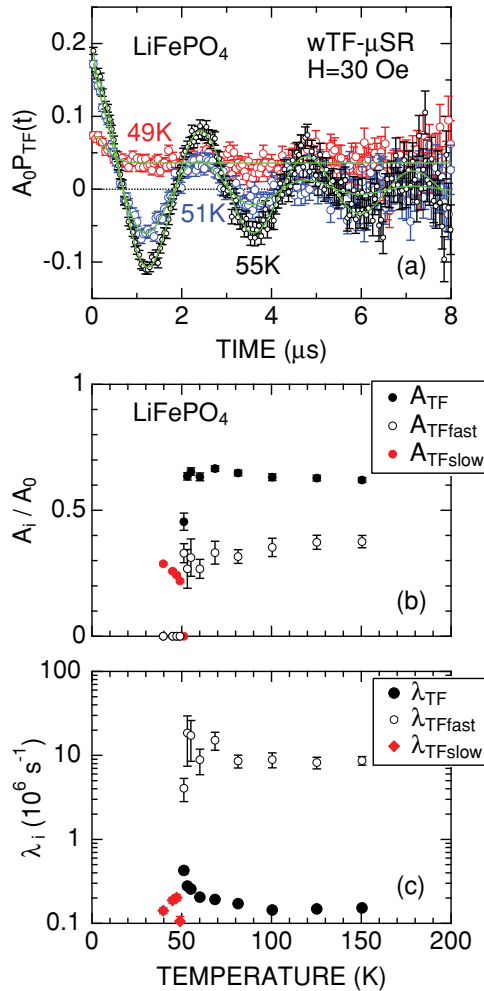 LiFePO4
wTF-μSR
H=30 Oe
0.2
0.1
0
-0.1
A0PTF(t)
49K
51K
55K
(a)
0 2 4 6 8
TIME (μs)
LiFePO4
ATF
ATFfast
ATFslow
1
0.5
0
Ai / A0
(b)
λTF
λTFfast
λTFslow
100
10
1
0.1
λi (10^6 s^-1)
(c)
0 50 100 150 200
TEMPERATURE (K)